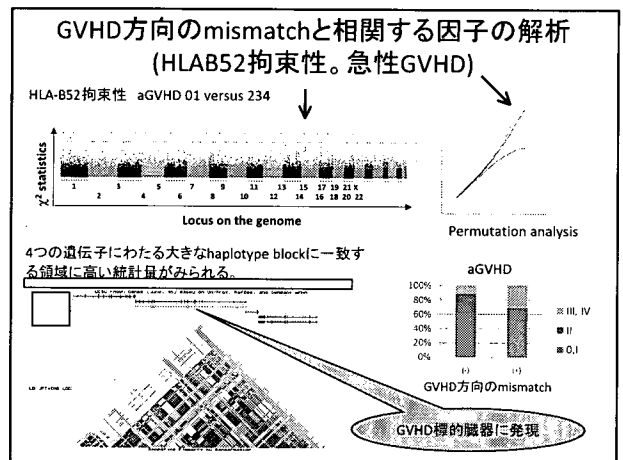 GVHD方向のmismatchと相関する因子の解析
(HLAB52拘束性。急性GVHD)
HLA-B52拘束性 aGVHD 01 versus 234
χ² statistics
1 3 5 7 9 11 13 15 17 19 21 X
2 4 6 8 10 12 14 16 18 20 22
Locus on the genome
Permutation analysis
4つの遺伝子にわたる大きなhaplotype blockに一致す
る領域に高い統計量がみられる。
aGVHD
100%
80%
60%
40%
20%
0%
III, IV
II
0,I
(-) (+)
GVHD方向のmismatch
GVHD標的臓器に発現